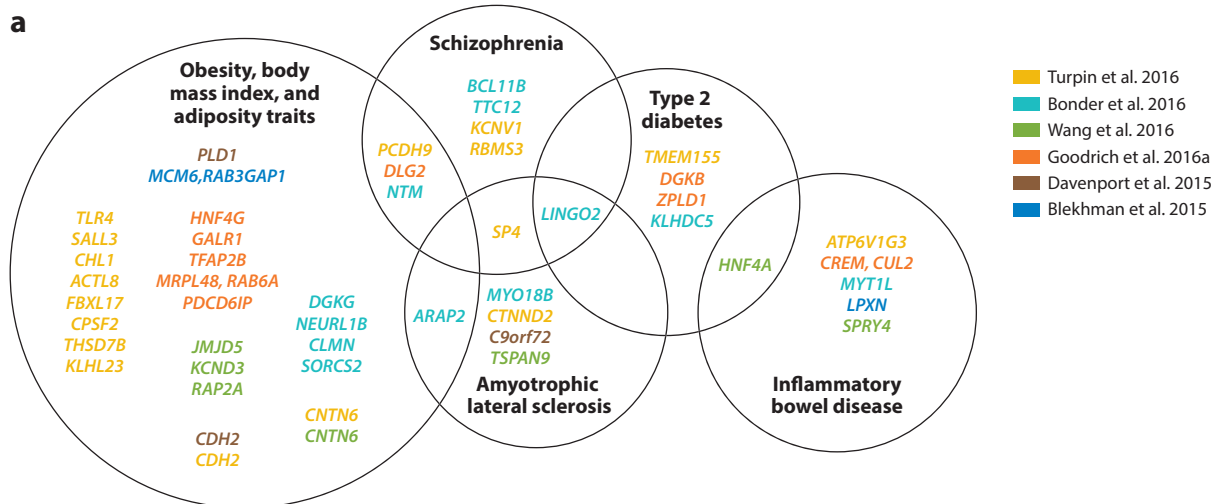 a
Obesity, body
mass index, and
adiposity traits
PLD1
MCM6,RAB3GAP1
TLR4
SALL3
CHL1
ACTL8
FBXL17
CPSF2
THSD7B
KLHL23
HNF4G
GALR1
TFAP2B
MRPL48, RAB6A
PDCD6IP
JMJD5
KCND3
RAP2A
CDH2
CDH2
DGKG
NEURL1B
CLMN
SORCS2
CNTN6
CNTN6
PCDH9
DLG2
NTM
ARAP2
Schizophrenia
BCL11B
TTC12
KCNV1
RBMS3
SP4
LINGO2
Type 2
diabetes
TMEM155
DGKB
ZPLD1
KLHDC5
MYO18B
CTNND2
C9orf72
TSPAN9
Amyotrophic
lateral sclerosis
HNF4A
ATP6V1G3
CREM, CUL2
MYT1L
LPXN
SPRY4
Inflammatory
bowel disease
Turpin et al. 2016
Bonder et al. 2016
Wang et al. 2016
Goodrich et al. 2016a
Davenport et al. 2015
Blekhman et al. 2015